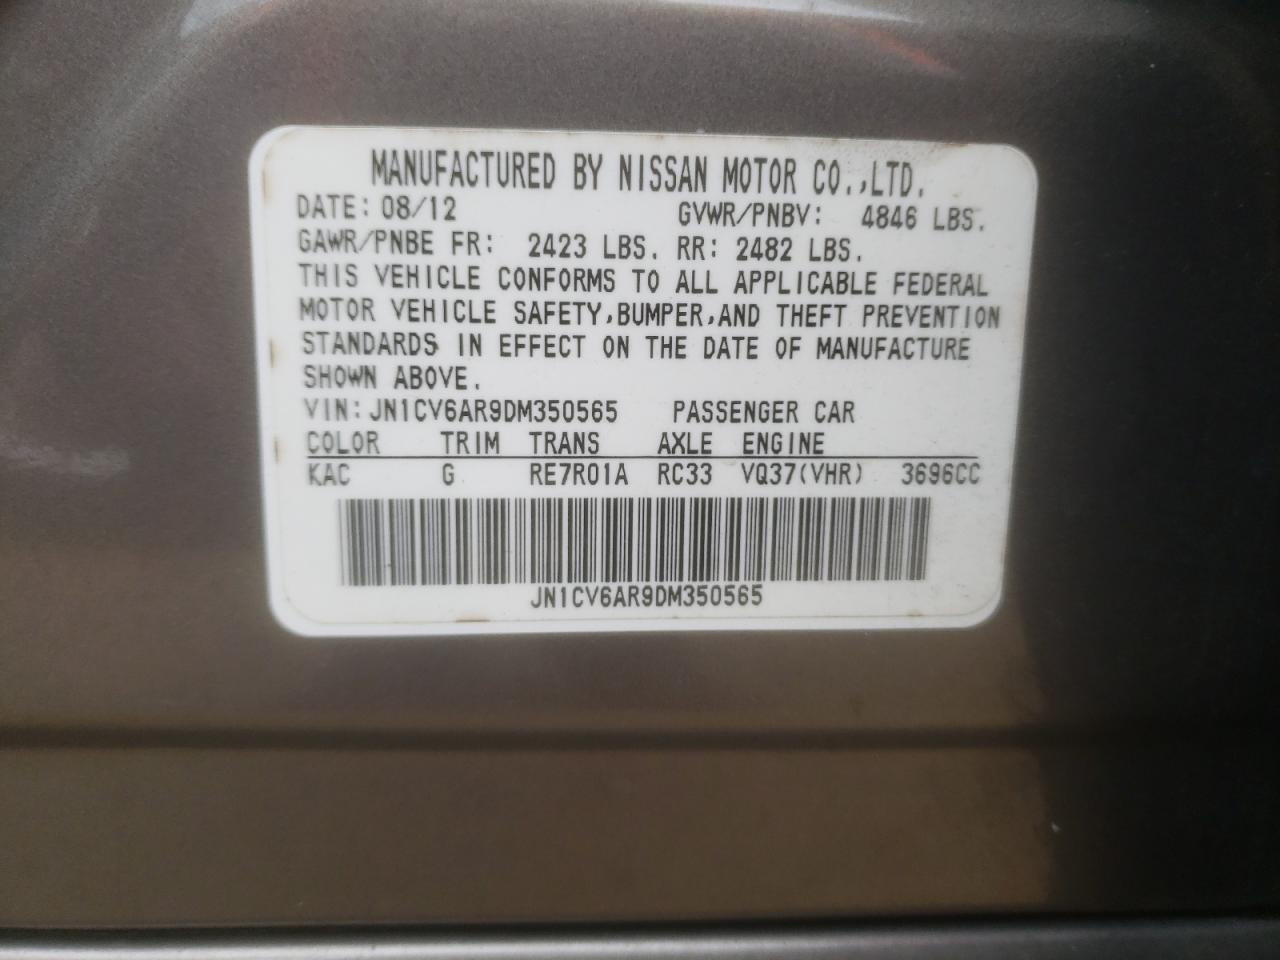 MANUFACTURED BY NISSAN MOTOR CO.,LTD.
DATE: 08/12 GVWR/PNBV: 4846 LBS.
GAWR/PNBE FR: 2423 LBS. RR: 2482 LBS.
THIS VEHICLE CONFORMS TO ALL APPLICABLE FEDERAL
MOTOR VEHICLE SAFETY,BUMPER,AND THEFT PREVENTION
STANDARDS IN EFFECT ON THE DATE OF MANUFACTURE
SHOWN ABOVE.
VIN: JN1CV6AR9DM350565 PASSENGER CAR
COLOR TRIM TRANS AXLE ENGINE
KAC G RE7R01A RC33 VQ37(VHR) 3696CC
JN1CV6AR9DM350565